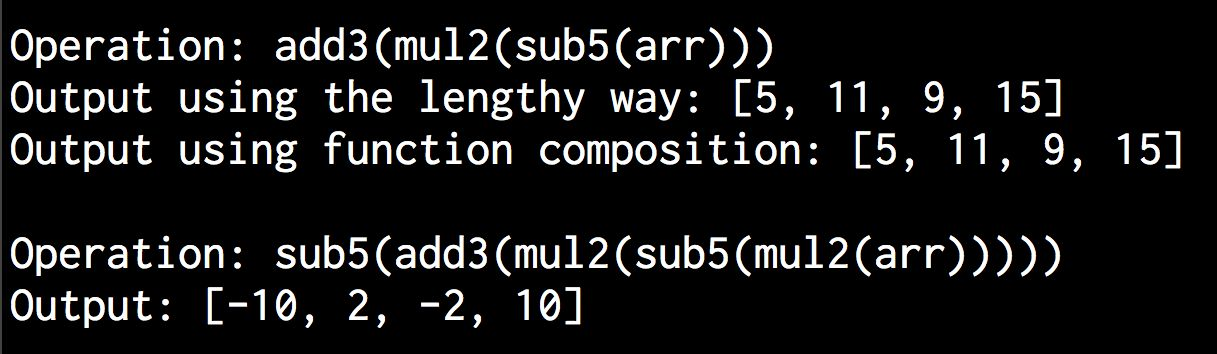 Operation: add3(mul2(sub5(arr)))
Output using the lengthy way: [5, 11, 9, 15]
Output using function composition: [5, 11, 9, 15]
Operation: sub5(add3(mul2(sub5(mul2(arr)))))
Output: [-10, 2, -2, 10]